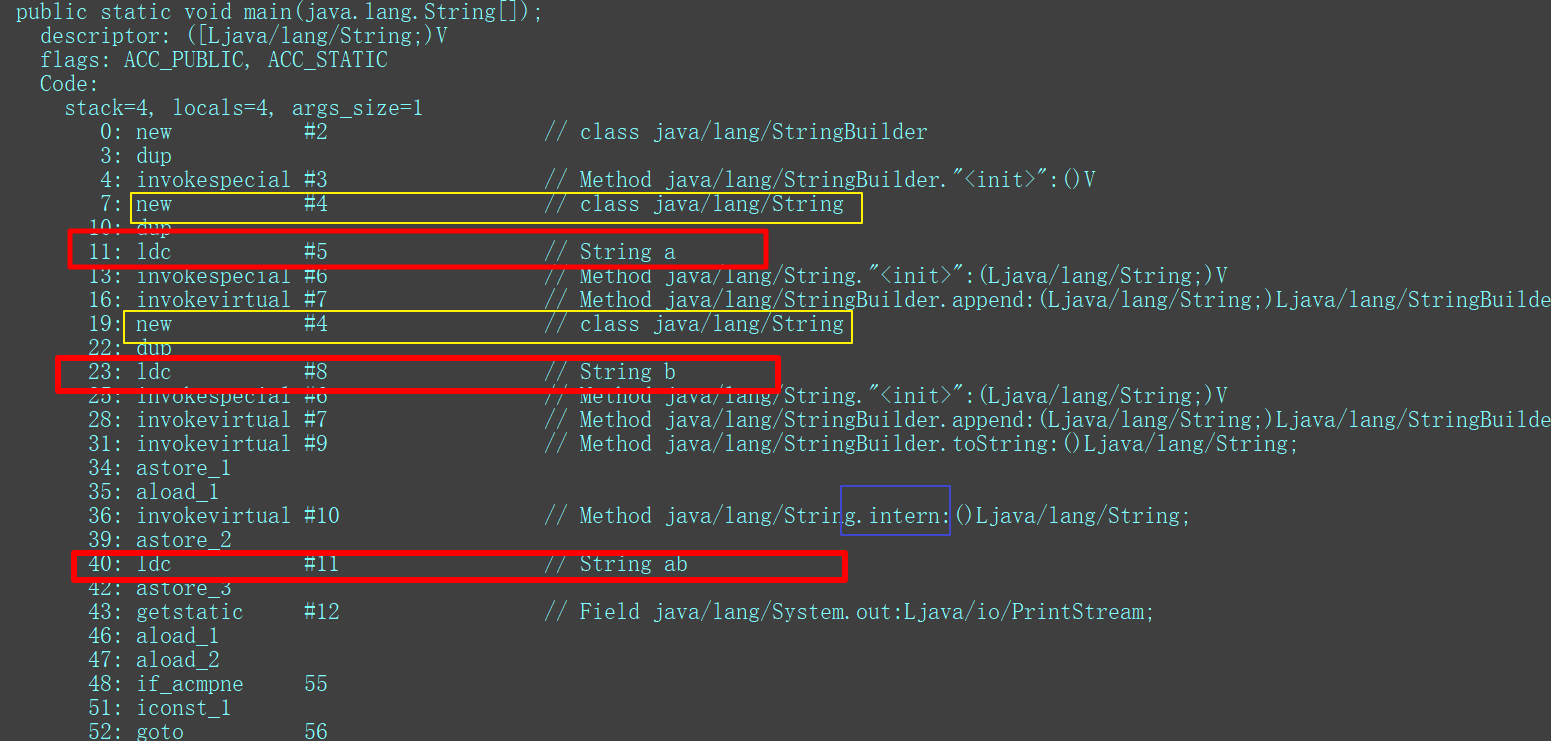 public static void main(java.lang.String[]);
descriptor: ([Ljava/lang/String;)V
flags: ACC_PUBLIC, ACC_STATIC
Code:
stack=4, locals=4, args_size=1
0: new #2 // class java/lang/StringBuilder
3: dup
4: invokespecial #3 // Method java/lang/StringBuilder."<init>":()V
7: new #4 // class java/lang/String
10: dup
11: ldc #5 // String a
13: invokespecial #6 // Method java/lang/String."<init>":(Ljava/lang/String;)V
16: invokevirtual #7 // Method java/lang/StringBuilder.append:(Ljava/lang/String;)Ljava/lang/StringBuilde
19: new #4 // class java/lang/String
22: dup
23: ldc #8 // String b
25: invokespecial #6 // Method java/lang/String."<init>":(Ljava/lang/String;)V
28: invokevirtual #7 // Method java/lang/StringBuilder.append:(Ljava/lang/String;)Ljava/lang/StringBuilde
31: invokevirtual #9 // Method java/lang/StringBuilder.toString:()Ljava/lang/String;
34: astore_1
35: aload_1
36: invokevirtual #10 // Method java/lang/String.intern:()Ljava/lang/String;
39: astore_2
40: ldc #11 // String ab
42: astore_3
43: getstatic #12 // Field java/lang/System.out:Ljava/io/PrintStream;
46: aload_1
47: aload_2
48: if_acmpne 55
51: iconst_1
52: goto 56